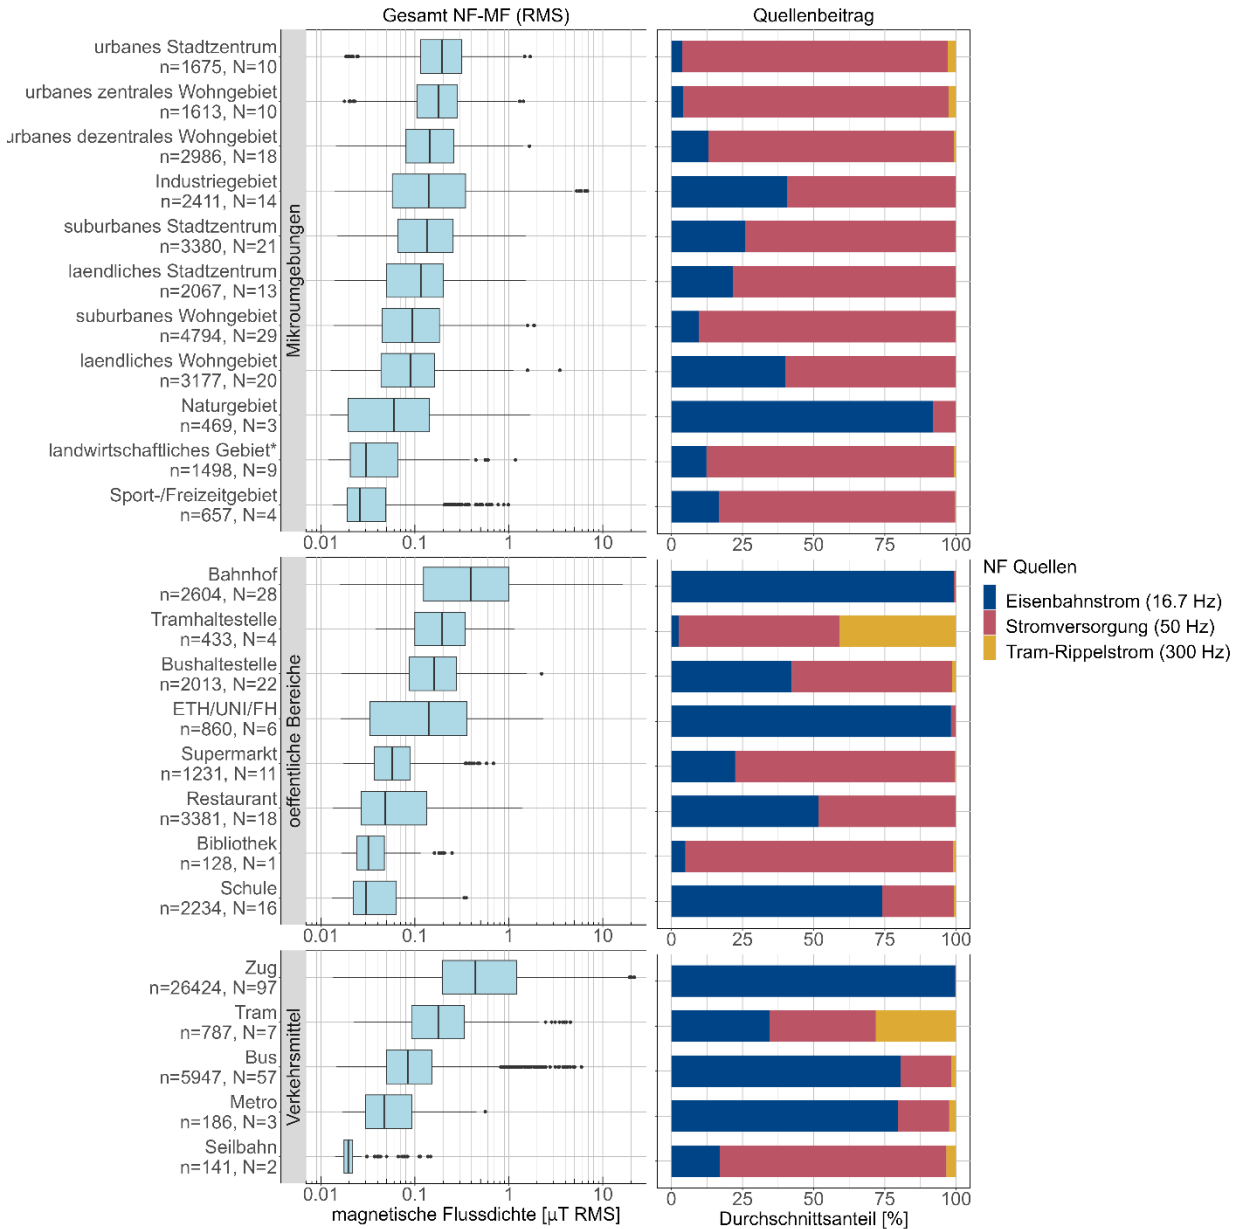 Gesamt NF-MF (RMS)
Quellenbeitrag
Mikroumgebungen
urbanes Stadtzentrum
n=1675, N=10
urbanes zentrales Wohngebiet
n=1613, N=10
urbanes dezentrales Wohngebiet
n=2986, N=18
Industriegebiet
n=2411, N=14
suburbanes Stadtzentrum
n=3380, N=21
laendliches Stadtzentrum
n=2067, N=13
suburbanes Wohngebiet
n=4794, N=29
laendliches Wohngebiet
n=3177, N=20
Naturgebiet
n=469, N=3
landwirtschaftliches Gebiet*
n=1498, N=9
Sport-/Freizeitgebiet
n=657, N=4
0.01 0.1 1 10
0 25 50 75 100
oeffentliche Bereiche
Bahnhof
n=2604, N=28
Tramhaltestelle
n=433, N=4
Bushaltestelle
n=2013, N=22
ETH/UNI/FH
n=860, N=6
Supermarkt
n=1231, N=11
Restaurant
n=3381, N=18
Bibliothek
n=128, N=1
Schule
n=2234, N=16
0.01 0.1 1 10
0 25 50 75 100
NF Quellen
Eisenbahnstrom (16.7 Hz)
Stromversorgung (50 Hz)
Tram-Rippelstrom (300 Hz)
Verkehrsmittel
Zug
n=26424, N=97
Tram
n=787, N=7
Bus
n=5947, N=57
Metro
n=186, N=3
Seilbahn
n=141, N=2
0.01 0.1 1 10
0 25 50 75 100
magnetische Flussdichte [µT RMS]
Durchschnittsanteil [%]